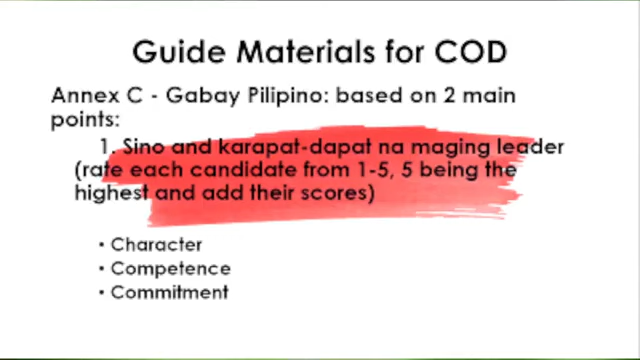 Guide Materials for COD
Annex C - Gabay Pilipino: based on 2 main
points:
1. Sino and karapat-dapat na maging leader
(rate each candidate from 1-5, 5 being the
highest and add their scores)
• Character
• Competence
• Commitment